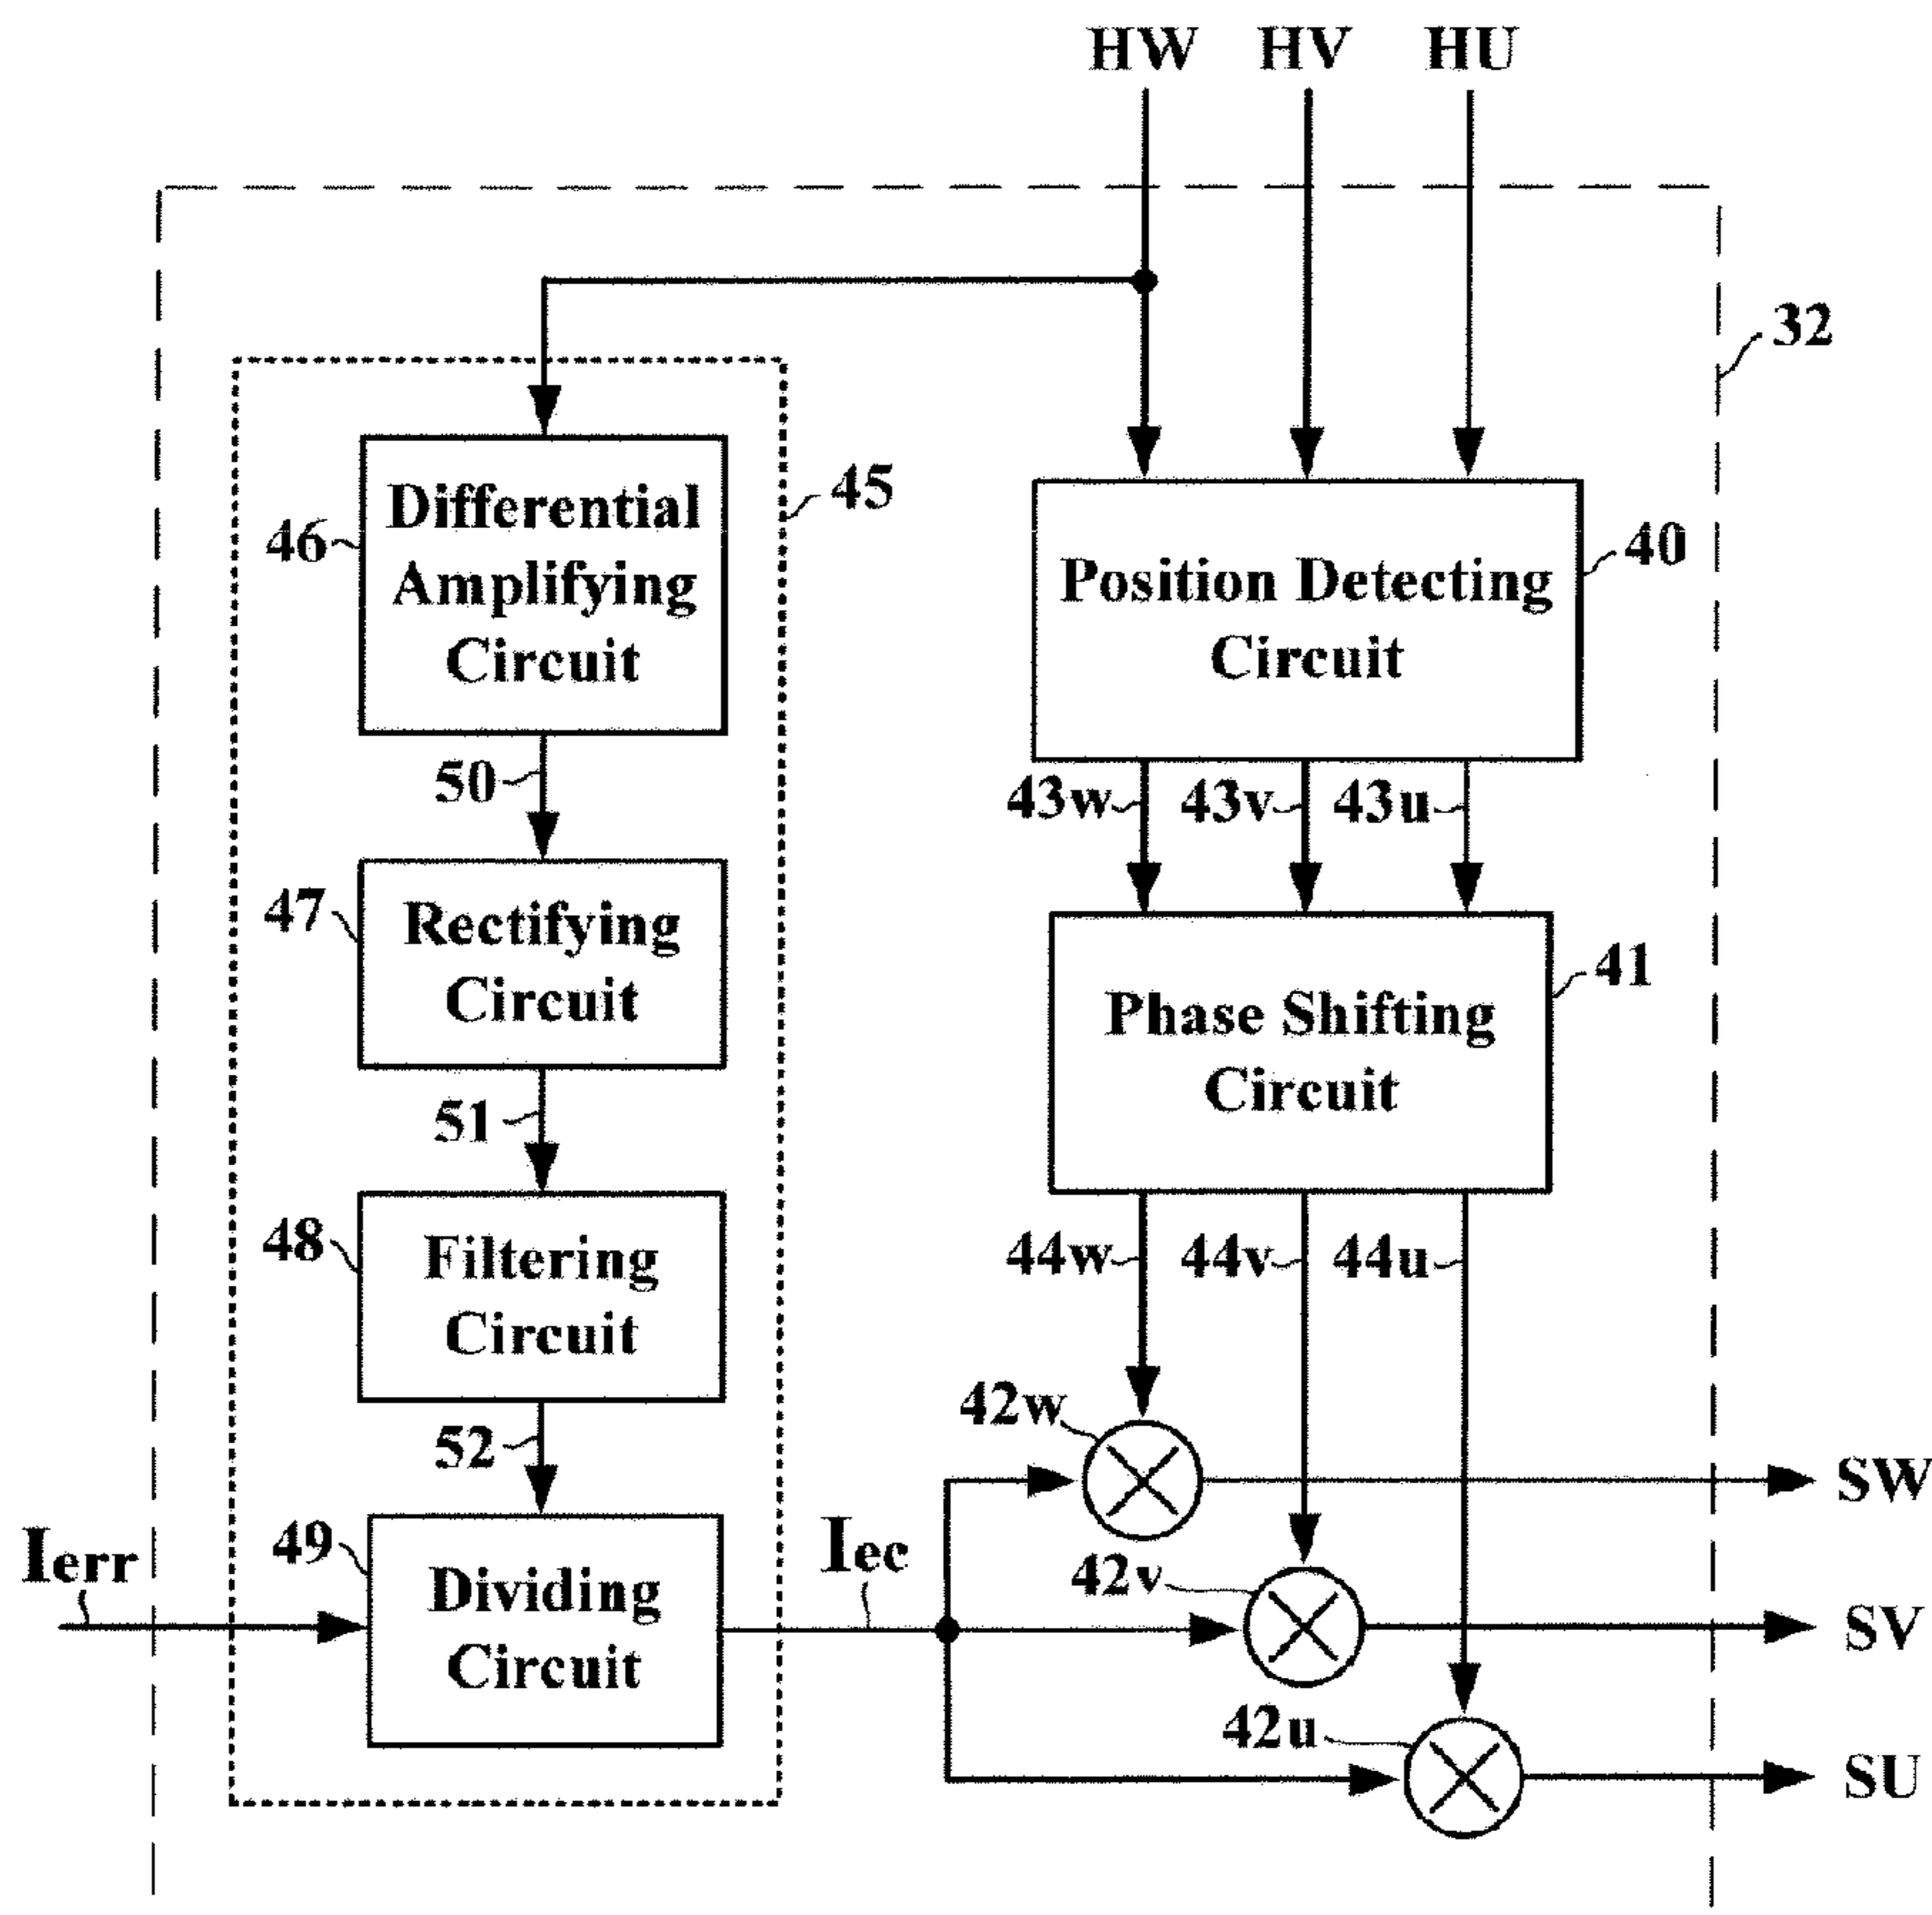 HW HV HU
32
45
46
Differential
Amplifying
Circuit
40
Position Detecting
Circuit
50
43w 43v 43u
47
Rectifying
Circuit
41
Phase Shifting
Circuit
51
48
Filtering
Circuit
44w 44v 44u
52
42w
SW
Ierr
49
Dividing
Circuit
Iec
42v
SV
42u
SU